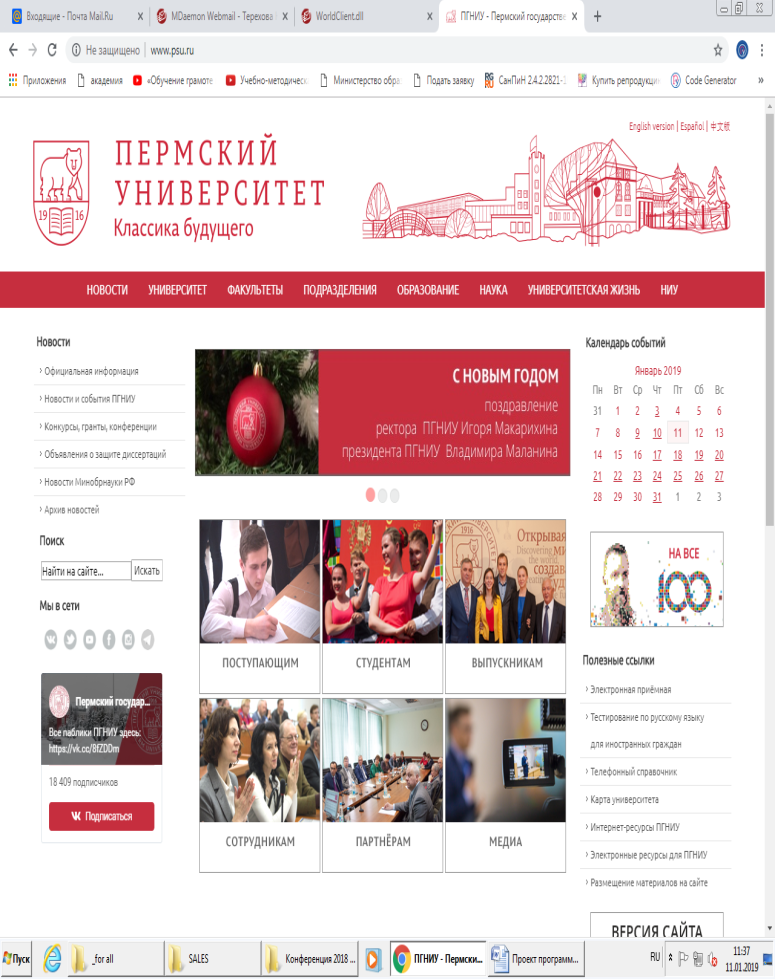 Входящие - Почта Mail.Ru
MDaemon Webmail - Терехова
WorldClient.dll
ПГНИУ - Пермский государстве
Не защищено | www.psu.ru
Приложения
академия
«Обучение грамоте
Учебно-методическ
Министерство обра
Подать заявку
СанПиН 2.4.2.2821-1
Купить репродукци
Code Generator
»
English version | Español | 中文版
ПЕРМСКИЙ
УНИВЕРСИТЕТ
Классика будущего
19 16
НОВОСТИ УНИВЕРСИТЕТ ФАКУЛЬТЕТЫ ПОДРАЗДЕЛЕНИЯ ОБРАЗОВАНИЕ НАУКА УНИВЕРСИТЕТСКАЯ ЖИЗНЬ НИУ
Новости
Официальная информация
Новости и события ПГНИУ
Конкурсы, гранты, конференции
Объявления о защите диссертаций
Новости Минобрнауки РФ
Архив новостей
Поиск
Найти на сайте... Искать
Мы в сети
Пермский государ...
Все паблики ПГНИУ здесь:
https://vk.cc/8fZDDm
18 409 подписчиков
Подписаться
С НОВЫМ ГОДОМ
поздравление
ректора ПГНИУ Игоря Макарихина
президента ПГНИУ Владимира Маланина
1916
Открывая
Discovering
the world,
создава
ПОСТУПАЮЩИМ
СТУДЕНТАМ
ВЫПУСКНИКАМ
СОТРУДНИКАМ
ПАРТНЁРАМ
МЕДИА
Календарь событий
Январь 2019
Пн Вт Ср Чт Пт Сб Вс
31 1 2 3 4 5 6
7 8 9 10 11 12 13
14 15 16 17 18 19 20
21 22 23 24 25 26 27
28 29 30 31 1 2 3
НА ВСЕ
100
Полезные ссылки
Электронная приёмная
Тестирование по русскому языку
для иностранных граждан
Телефонный справочник
Карта университета
Интернет-ресурсы ПГНИУ
Электронные ресурсы для ПГНИУ
Размещение материалов на сайте
ВЕРСИЯ САЙТА
Пуск
_for all
SALES
Конференция 2018 ...
ПГНИУ - Пермски...
Проект программ...
RU
11:37
11.01.2019